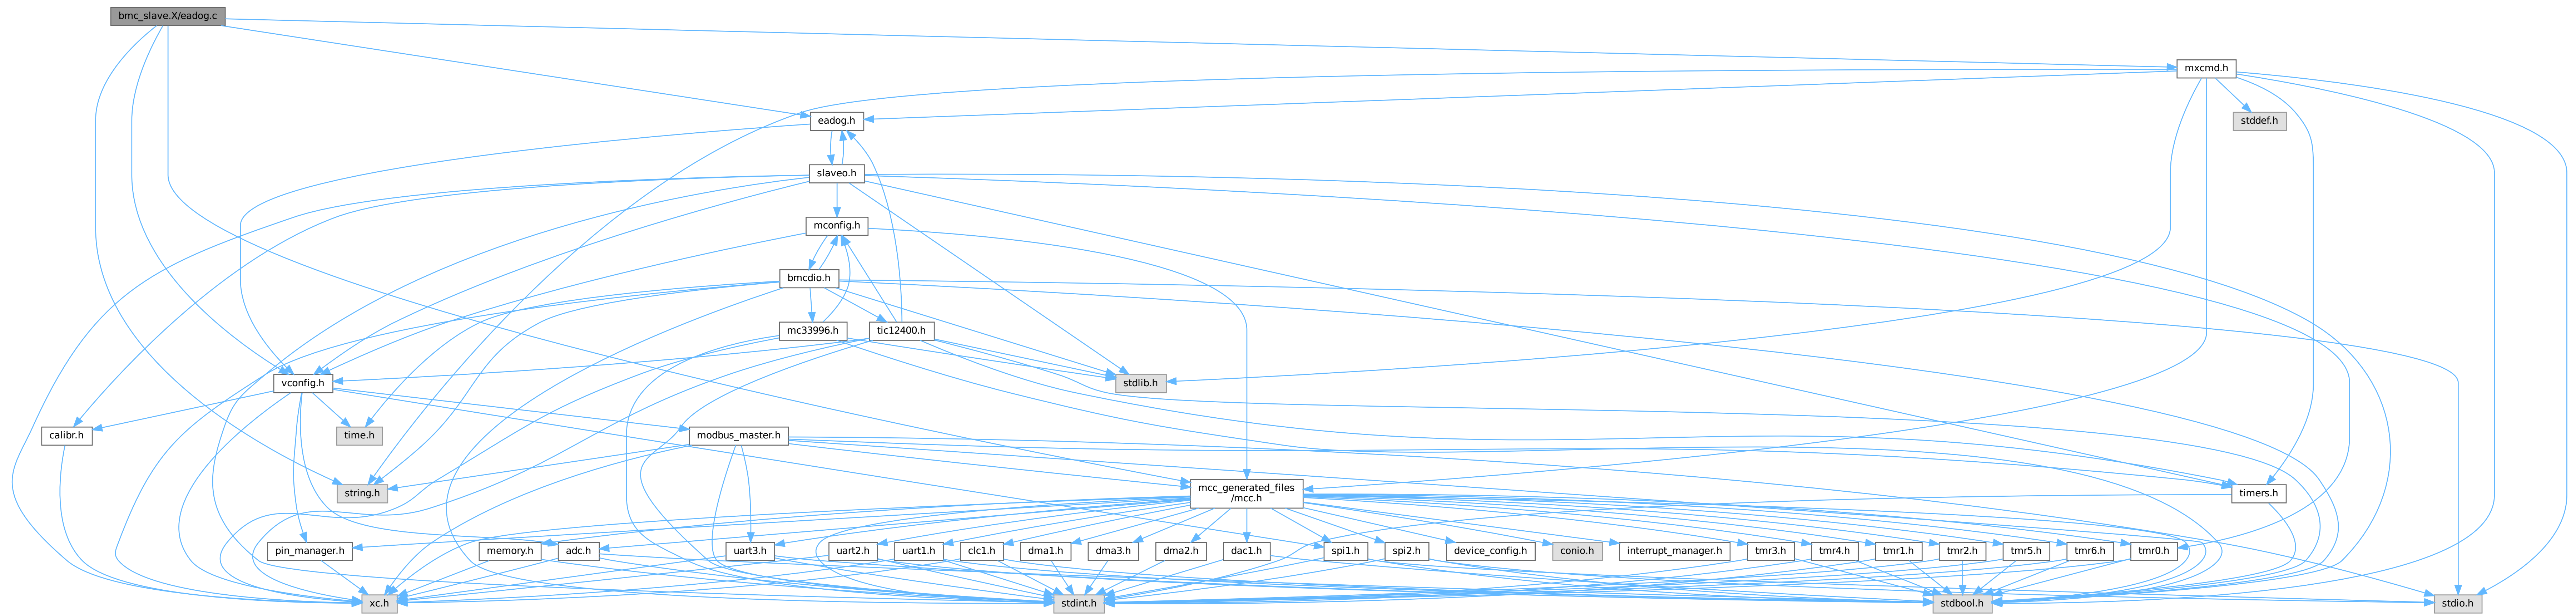 bmc_slave.X/eadog.c
mxcmd.h
eadog.h
stddef.h
slaveo.h
mconfig.h
bmcdio.h
mc33996.h
tic12400.h
vconfig.h
stdlib.h
calibr.h
time.h
modbus_master.h
string.h
mcc_generated_files
/mcc.h
timers.h
pin_manager.h
memory.h
adc.h
uart3.h
uart2.h
uart1.h
clc1.h
dma1.h
dma3.h
dma2.h
dac1.h
spi1.h
spi2.h
device_config.h
conio.h
interrupt_manager.h
tmr3.h
tmr4.h
tmr1.h
tmr2.h
tmr5.h
tmr6.h
tmr0.h
xc.h
stdint.h
stdbool.h
stdio.h